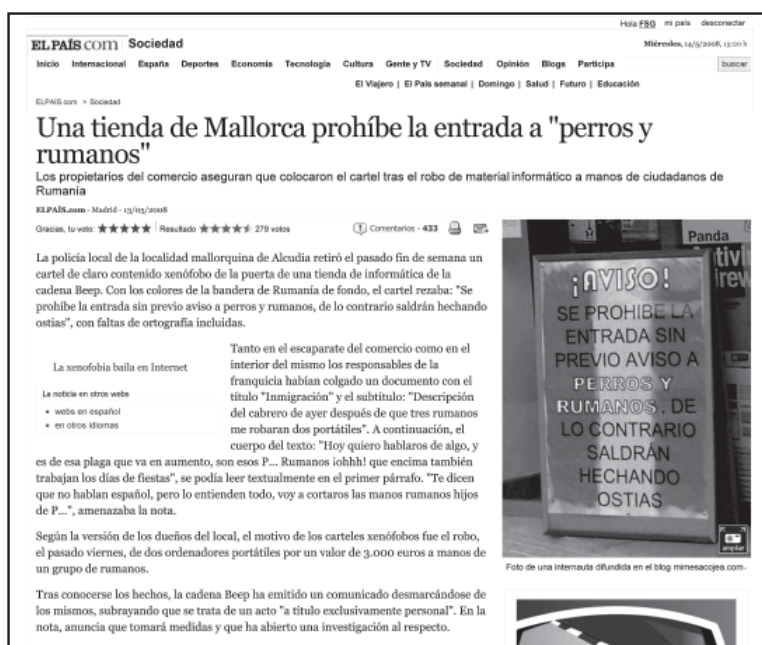 Hola FSG mi país desconectar
EL PAÍS.COM Sociedad
Miércoles, 14/5/2008, 13:20 h
Inicio Internacional España Deportes Economía Tecnología Cultura Gente y TV Sociedad Opinión Blogs Participa buscar
El Viajero | El País semanal | Domingo | Salud | Futuro | Educación
ELPAIS.com > Sociedad
Una tienda de Mallorca prohíbe la entrada a "perros y
rumanos"
Los propietarios del comercio aseguran que colocaron el cartel tras el robo de material informático a manos de ciudadanos de
Rumanía
ELPAÍS.com - Madrid - 13/05/2008
Gracias, tu voto: Resultado 279 votos
Comentarios - 433
La policía local de la localidad mallorquina de Alcudia retiró el pasado fin de semana un
cartel de claro contenido xenófobo de la puerta de una tienda de informática de la
cadena Beep. Con los colores de la bandera de Rumanía de fondo, el cartel rezaba: "Se
prohíbe la entrada sin previo aviso a perros y rumanos, de lo contrario saldrán hechando
ostias", con faltas de ortografía incluidas.
La xenofobia baila en Internet
La noticia en otros webs
• webs en español
• en otros idiomas
Tanto en el escaparate del comercio como en el
interior del mismo los responsables de la
franquicia habían colgado un documento con el
título "Inmigración" y el subtítulo: "Descripción
del cabrero de ayer después de que tres rumanos
me robaran dos portátiles". A continuación, el
cuerpo del texto: "Hoy quiero hablaros de algo, y
es de esa plaga que va en aumento, son esos P... Rumanos iohhh! que encima también
trabajan los días de fiestas", se podía leer textualmente en el primer párrafo. "Te dicen
que no hablan español, pero lo entienden todo, voy a cortaros las manos rumanos hijos
de P...", amenazaba la nota.
Según la versión de los dueños del local, el motivo de los carteles xenófobos fue el robo,
el pasado viernes, de dos ordenadores portátiles por un valor de 3.000 euros a manos de
un grupo de rumanos.
Tras conocerse los hechos, la cadena Beep ha emitido un comunicado desmarcándose de
los mismos, subrayando que se trata de un acto "a título exclusivamente personal". En la
nota, anuncia que tomará medidas y que ha abierto una investigación al respecto.
Panda
¡AVISO!
SE PROHIBE LA
ENTRADA SIN
PREVIO AVISO A
PERROS Y
RUMANOS, DE
LO CONTRARIO
SALDRÁN
HECHANDO
OSTIAS
ampliar
Foto de una internauta difundida en el blog mimesacojea.com-